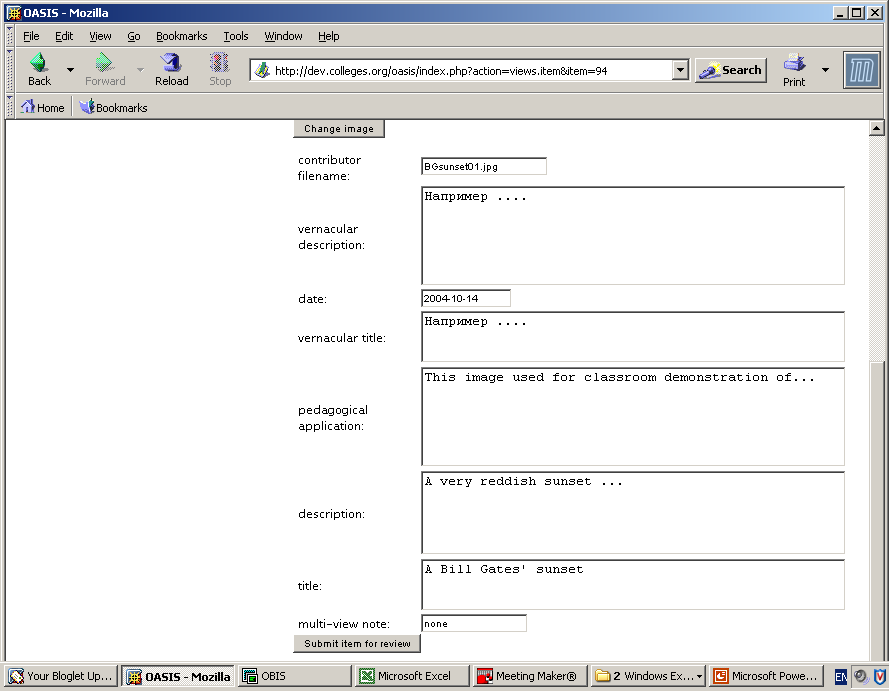 OASIS - Mozilla
File Edit View Go Bookmarks Tools Window Help
Back Forward Reload Stop http://dev.colleges.org/oasis/index.php?action=views.item&item=94 Search Print
Home Bookmarks
Change image
contributor filename: BGsunset01.jpg
vernacular description: Например ....
date: 2004-10-14
vernacular title: Например ....
pedagogical application: This image used for classroom demonstration of...
description: A very reddish sunset ...
title: A Bill Gates' sunset
multi-view note: none
Submit item for review
Your Bloglet Up... OASIS - Mozilla OBIS Microsoft Excel Meeting Maker® 2 Windows Ex... Microsoft Powe... EN